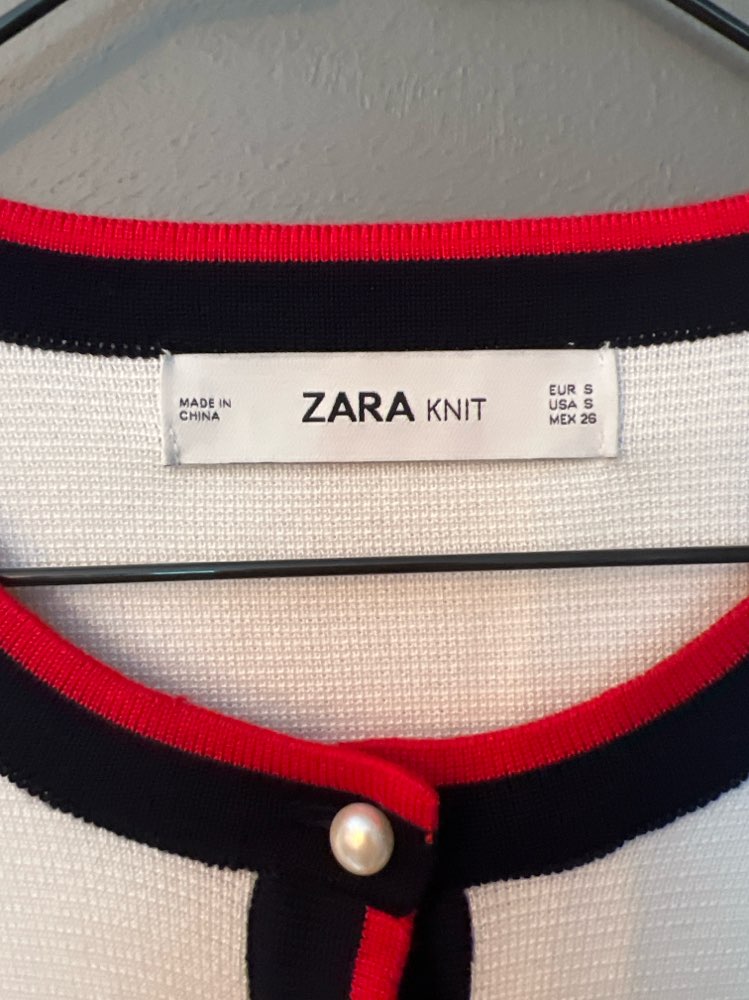 MADE IN
CHINA
ZARA KNIT
EUR S
USA S
MEX 26